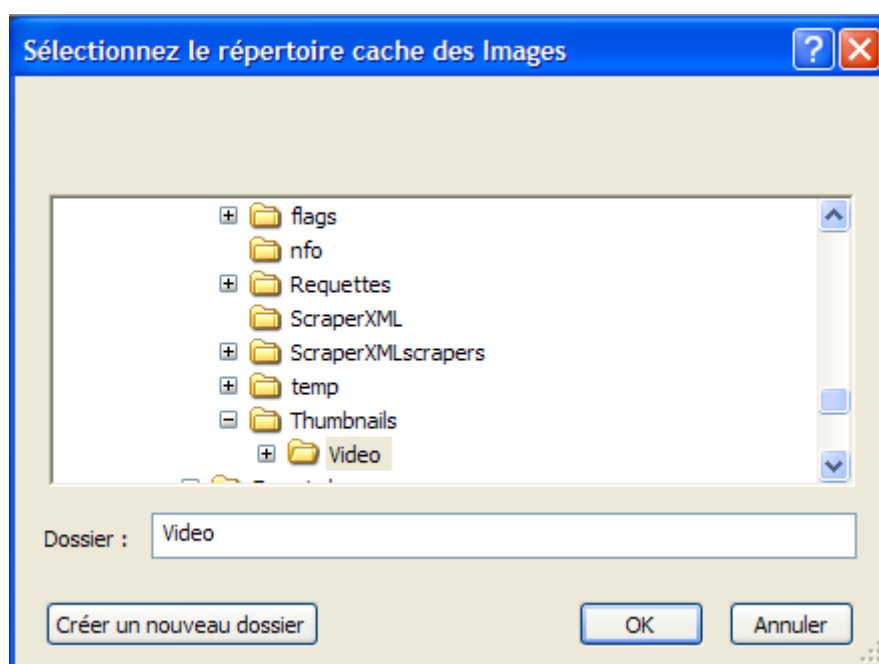 Sélectionnez le répertoire cache des Images
flags
nfo
Requettes
ScraperXML
ScraperXMLscrapers
temp
Thumbnails
Video
Dossier : Video
Créer un nouveau dossier OK Annuler